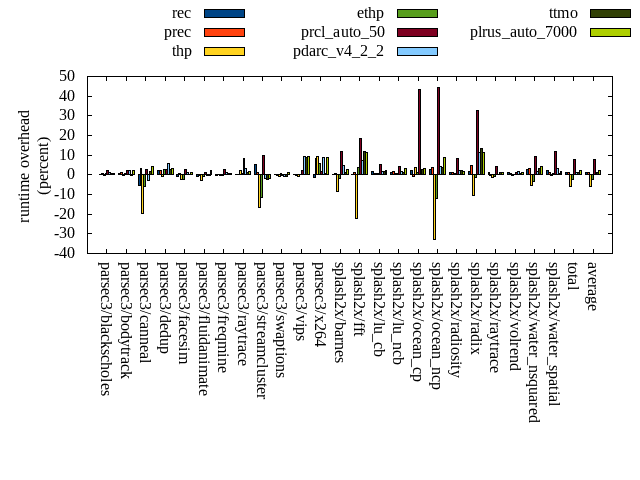 rec
prec
thp
ethp
prcl_auto_50
pdarc_v4_2_2
ttmo
plrus_auto_7000
runtime overhead
(percent)
50
40
30
20
10
0
-10
-20
-30
-40
parsec3/blackscholes
parsec3/bodytrack
parsec3/canneal
parsec3/dedup
parsec3/facesim
parsec3/fluidanimate
parsec3/freqmine
parsec3/raytrace
parsec3/streamcluster
parsec3/swaptions
parsec3/vips
parsec3/x264
splash2x/barnes
splash2x/fft
splash2x/lu_cb
splash2x/lu_ncb
splash2x/ocean_cp
splash2x/ocean_ncp
splash2x/radiosity
splash2x/radix
splash2x/raytrace
splash2x/volrend
splash2x/water_nsquared
splash2x/water_spatial
total
average